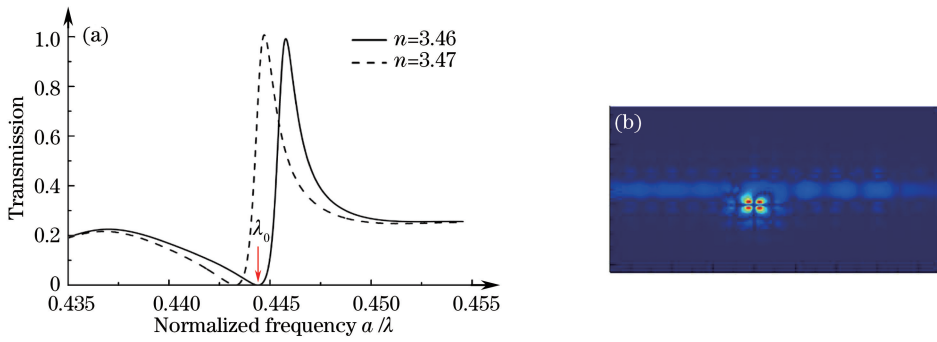 (a)
n=3.46
n=3.47
1.0
0.8
0.6
0.4
0.2
0
Transmission
λ₀
0.435
0.440
0.445
0.450
0.455
Normalized frequency a/λ
(b)